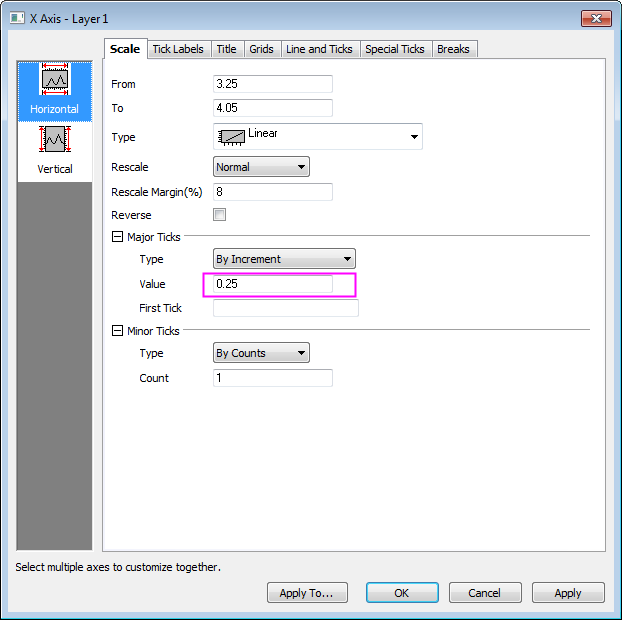 X Axis - Layer1
Scale Tick Labels Title Grids Line and Ticks Special Ticks Breaks
Horizontal
Vertical
From 3.25
To 4.05
Type Linear
Rescale Normal
Rescale Margin(%) 8
Reverse
Major Ticks
Type By Increment
Value 0.25
First Tick
Minor Ticks
Type By Counts
Count 1
Select multiple axes to customize together.
Apply To... OK Cancel Apply